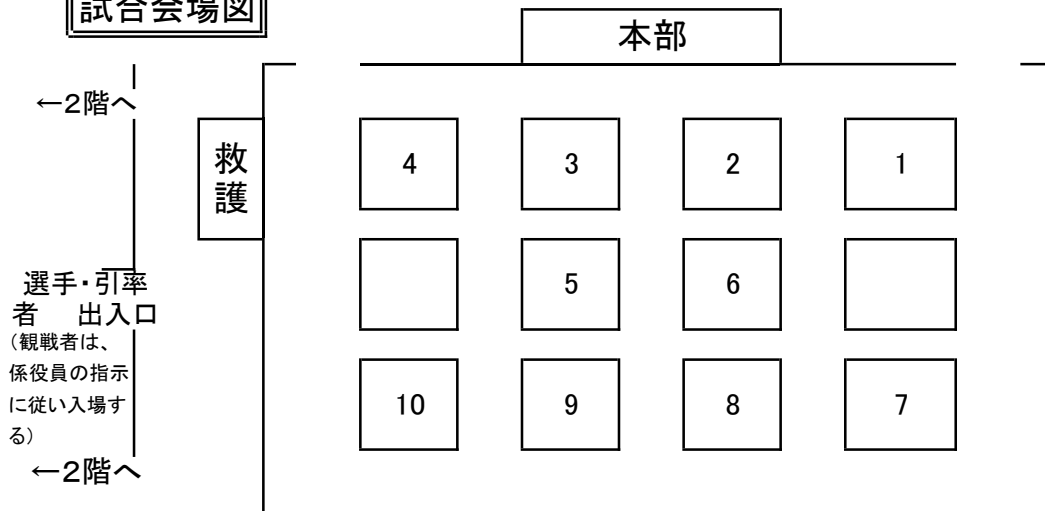 試合会場図
本部
←2階へ
救
護
4 3 2 1
選手・引率
者 出入口
(観戦者は、
係役員の指示
に従い入場す
る)
5 6
10 9 8 7
←2階へ